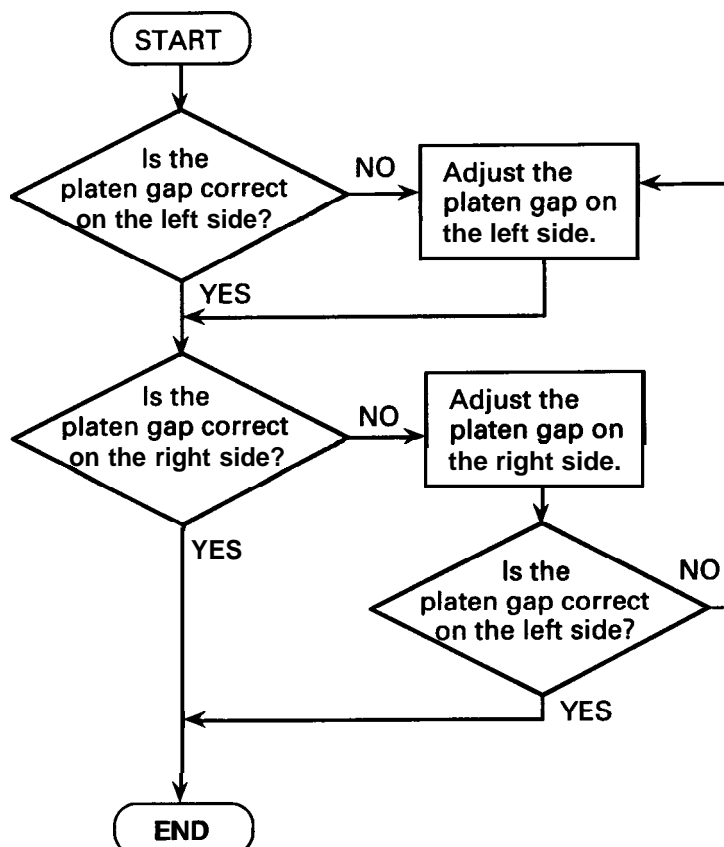 START
Is the
platen gap correct
on the left side?
NO
Adjust the
platen gap on
the left side.
YES
Is the
platen gap correct
on the right side?
NO
Adjust the
platen gap on
the right side.
YES
Is the
platen gap correct
on the left side?
NO
YES
END